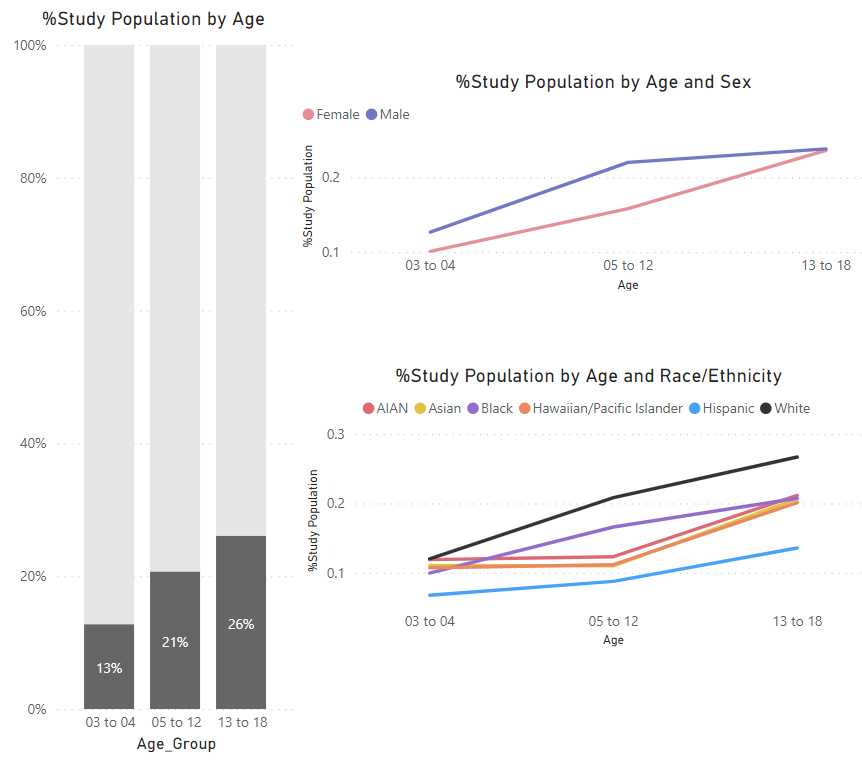 %Study Population by Age
100%
80%
60%
40%
20%
0%
13%
21%
26%
03 to 04 05 to 12 13 to 18
Age_Group
%Study Population by Age and Sex
Female Male
%Study Population
0.2
0.1
03 to 04 05 to 12 13 to 18
Age
%Study Population by Age and Race/Ethnicity
AIAN Asian Black Hawaiian/Pacific Islander Hispanic White
%Study Population
0.3
0.2
0.1
03 to 04 05 to 12 13 to 18
Age